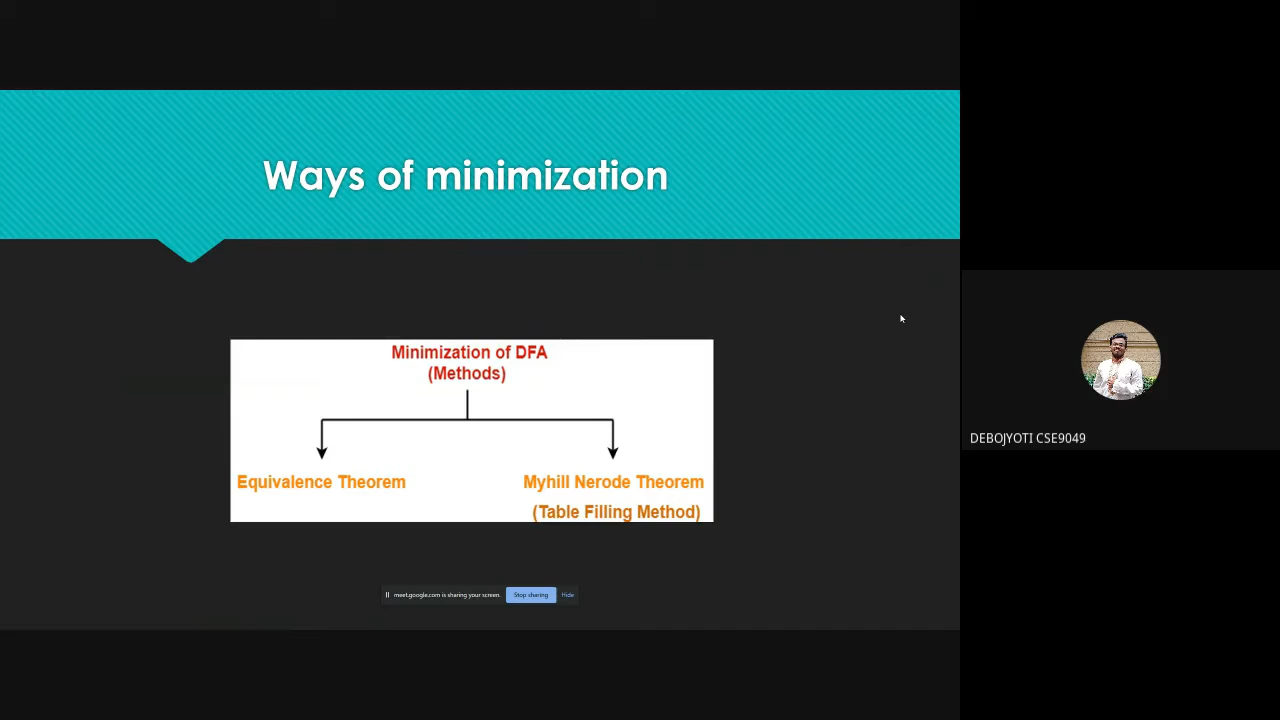 Ways of minimization
Minimization of DFA
(Methods)
Equivalence Theorem
Myhill Nerode Theorem
(Table Filling Method)
meet.google.com is sharing your screen. Stop sharing Hide
DEBOJYOTI CSE9049